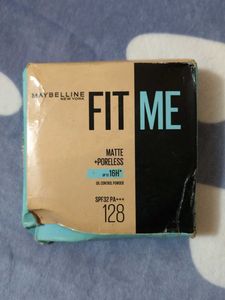 MAYBELLINE
NEW YORK
FIT ME
MATTE
+PORELESS
UP TO 16H*
OIL CONTROL POWDER
SPF32 PA+++
128